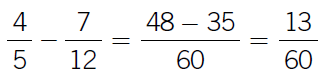 4/5 − 7/12 = (48 − 35)/60 = 13/60